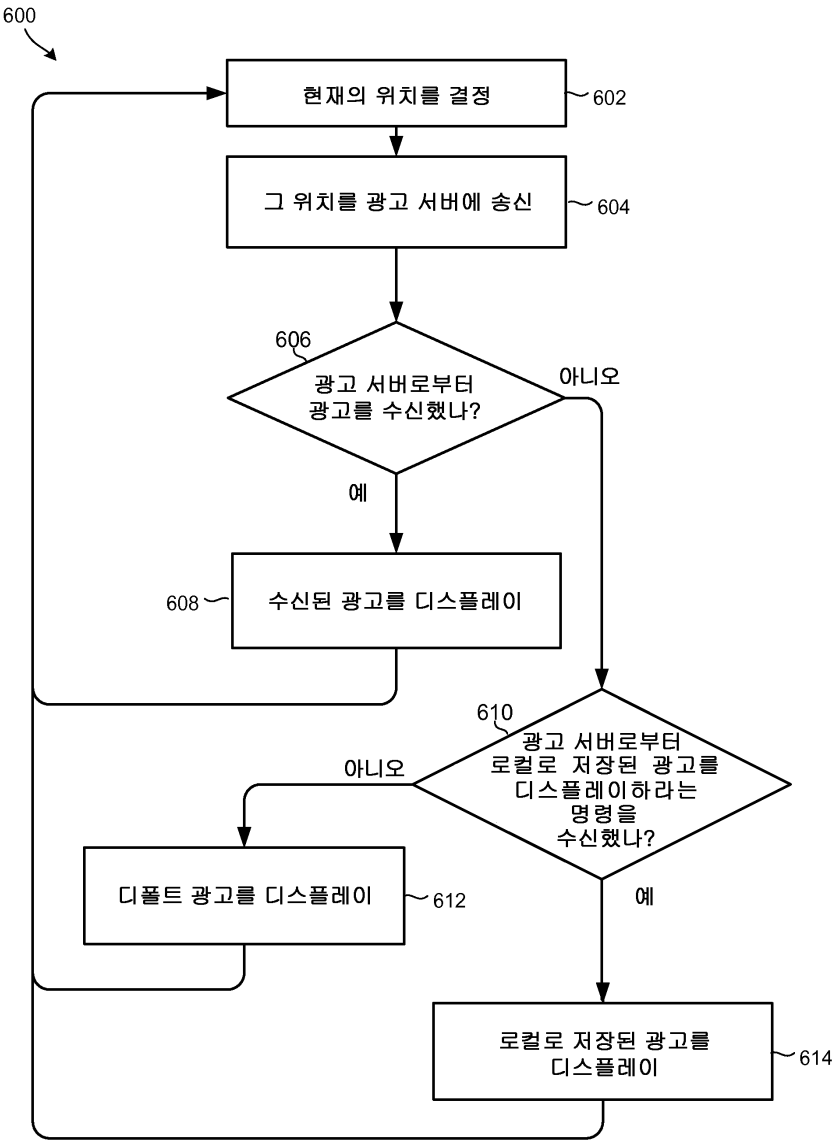 600
현재의 위치를 결정
602
그 위치를 광고 서버에 송신
604
606
광고 서버로부터
광고를 수신했나?
아니오
예
608
수신된 광고를 디스플레이
610
광고 서버로부터
로컬로 저장된 광고를
디스플레이하라는
명령을
수신했나?
아니오
디폴트 광고를 디스플레이
612
예
로컬로 저장된 광고를
디스플레이
614